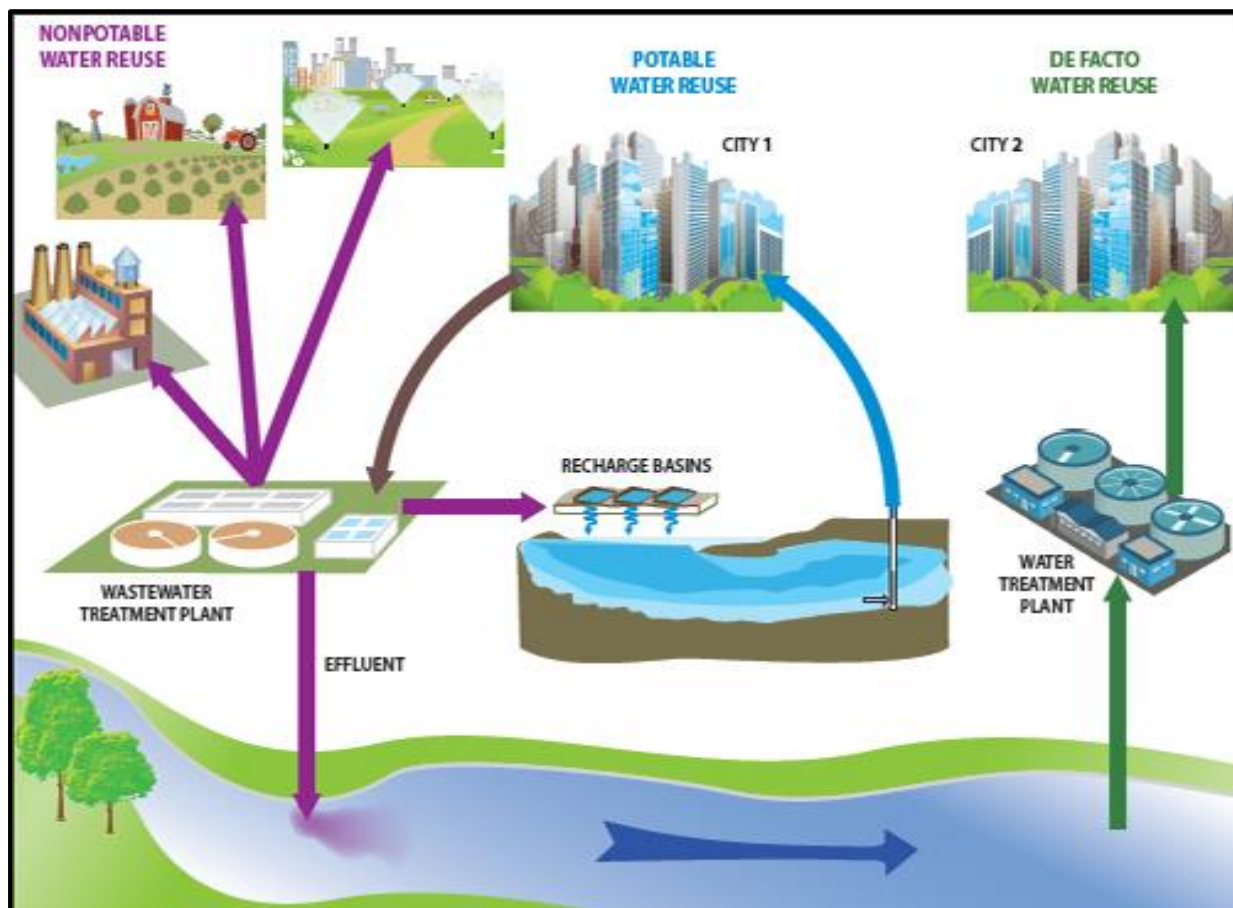 NONPOTABLE
WATER REUSE
POTABLE
WATER REUSE
DE FACTO
WATER REUSE
CITY 1
CITY 2
RECHARGE BASINS
WASTEWATER
TREATMENT PLANT
WATER
TREATMENT
PLANT
EFFLUENT